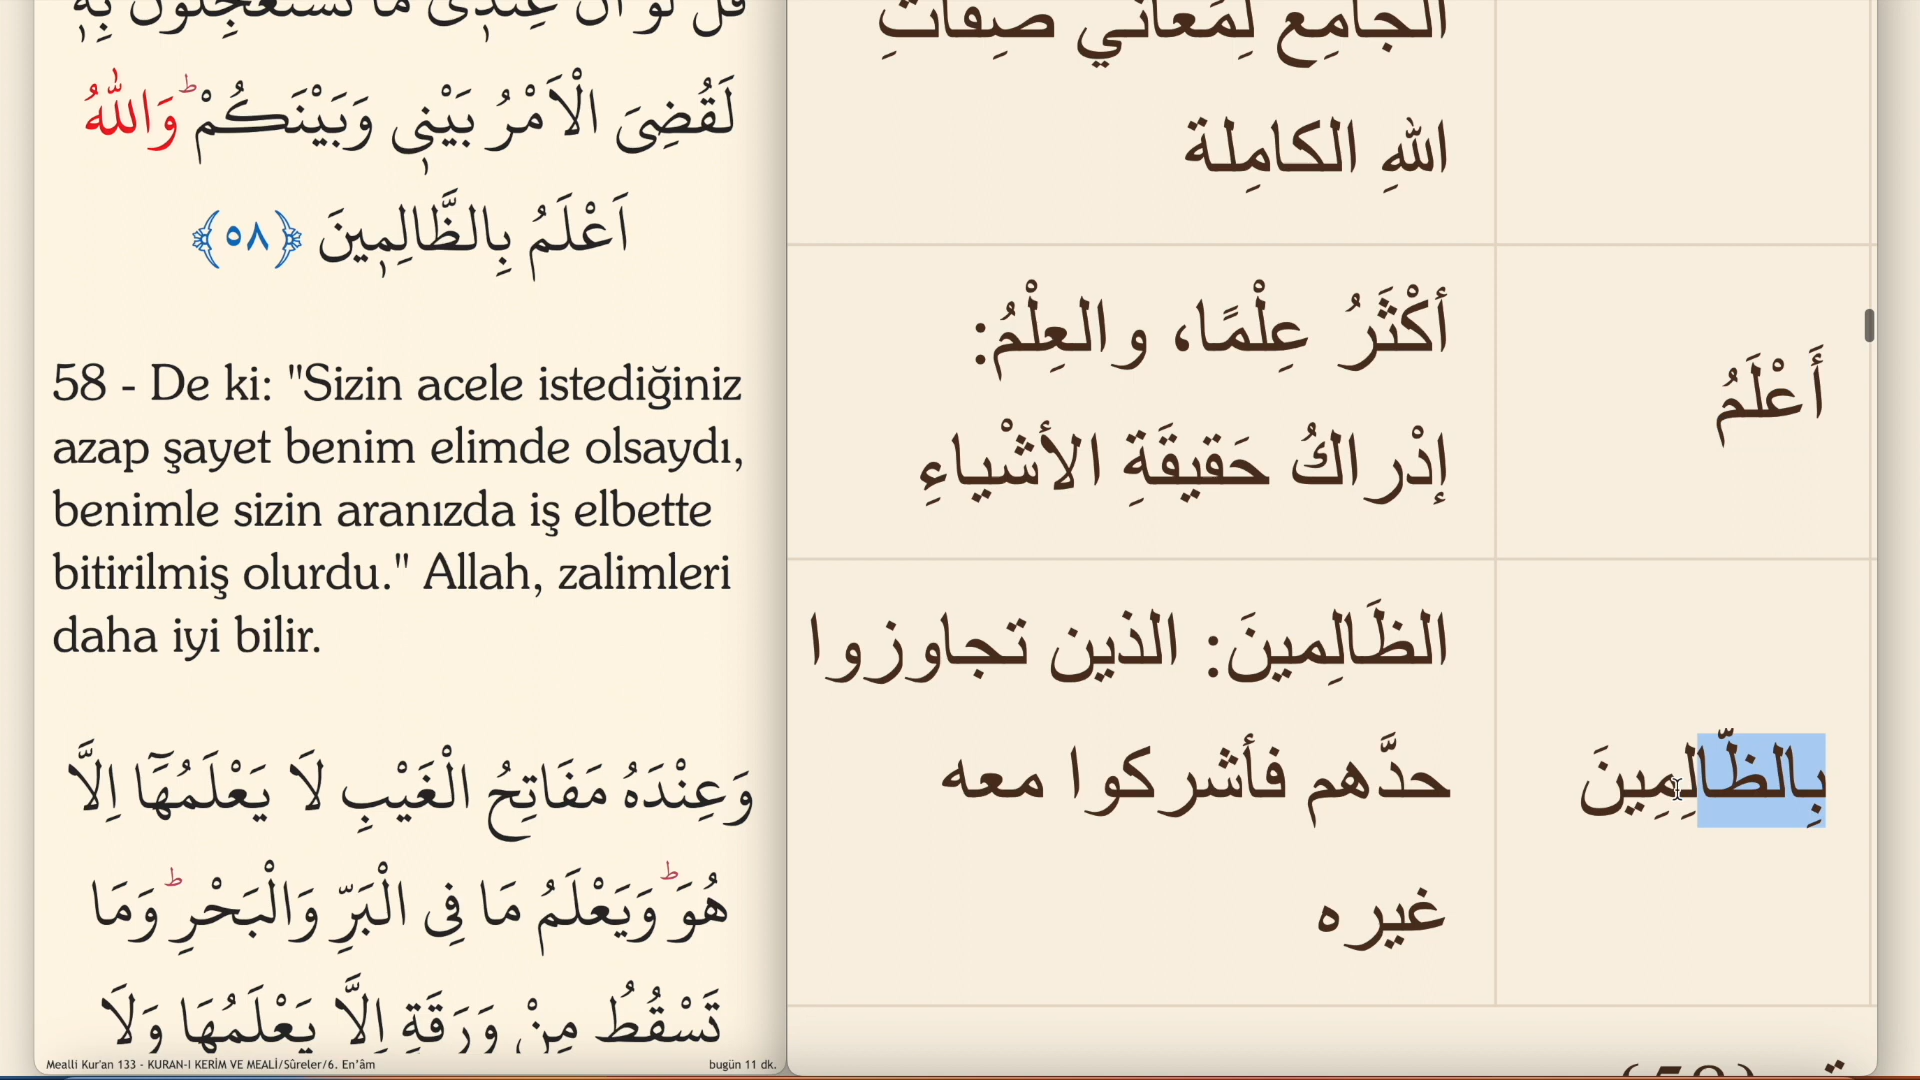 قُلْ لَوْ اَنَّ عِنْدٖى مَا تَسْتَعْجِلُونَ بِهٖ
لَقُضِىَ الْاَمْرُ بَيْنٖى وَبَيْنَكُمْ ؕ وَاللّٰهُ
اَعْلَمُ بِالظَّالِمٖينَ ﴿٥٨﴾
58 - De ki: "Sizin acele istediğiniz
azap şayet benim elimde olsaydı,
benimle sizin aranızda iş elbette
bitirilmiş olurdu." Allah, zalimleri
daha iyi bilir.
وَعِنْدَهُ مَفَاتِحُ الْغَيْبِ لَا يَعْلَمُهَٓا اِلَّا
هُوَ ؕ وَيَعْلَمُ مَا فِى الْبَرِّ وَالْبَحْرِ ؕ وَمَا
تَسْقُطُ مِنْ وَرَقَةٍ اِلَّا يَعْلَمُهَا وَلَا
Mealli Kur'an 133 - KURAN-I KERİM VE MEALİ/Sûreler/6. En'âm
bugün 11 dk.
الجامِع لِمَعاني صِفاتِ
اللهِ الكامِلة
أَعْلَمُ
أكْثَرُ عِلْمًا، والعِلْمُ:
إدْراكُ حَقيقَةِ الأشْياءِ
بِالظّالِمِينَ
الظَالِمينَ: الذين تجاوزوا
حدَّهم فأشركوا معه
غيره